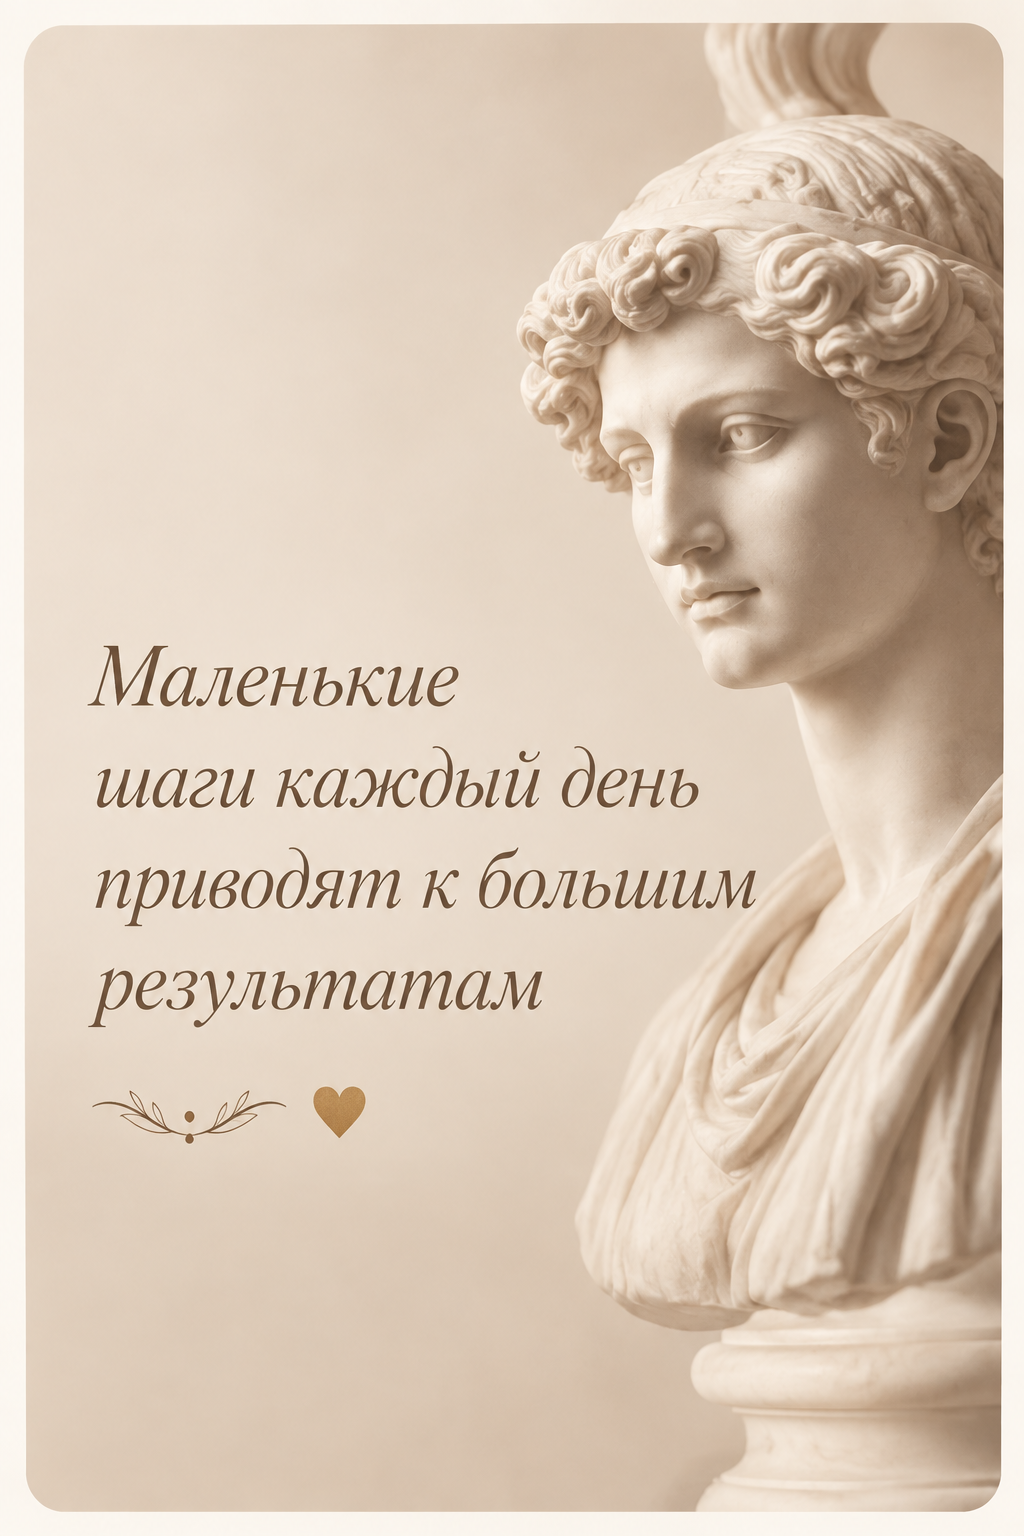 Маленькие
шаги каждый день
приводят к большим
результатам